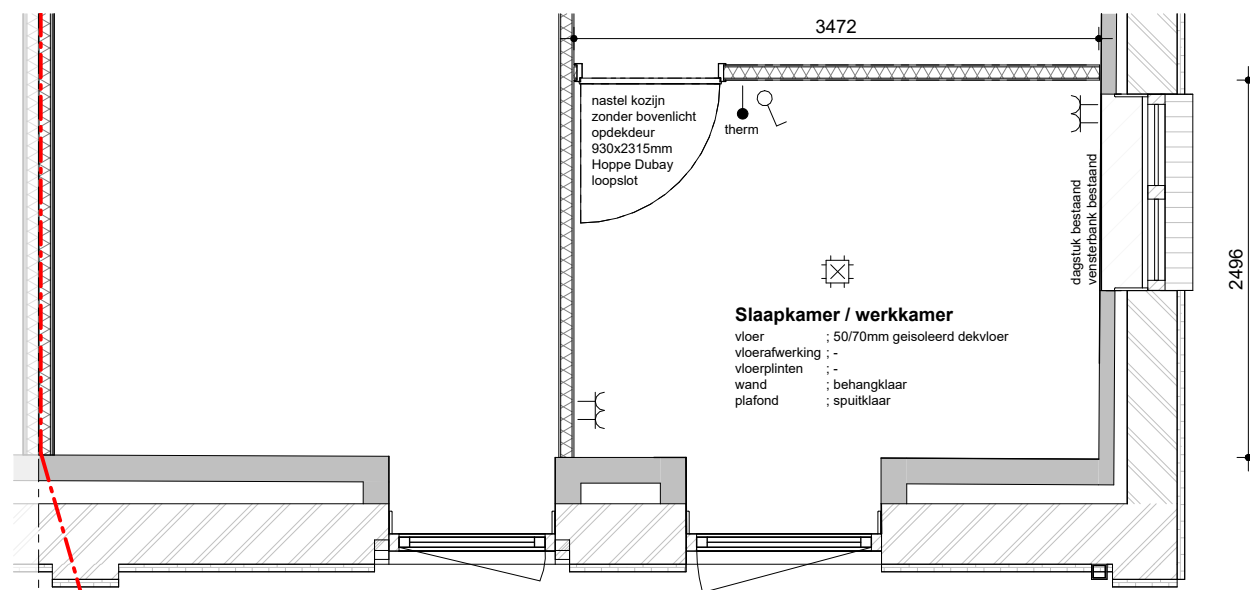 3472
nastel kozijn
zonder bovenlicht
opdekdeur
930x2315mm
Hoppe Dubay
loopslot
therm
dagstuk bestaand
vensterbank bestaand
2496
Slaapkamer / werkkamer
vloer ; 50/70mm geisoleerd dekvloer
vloerafwerking ; -
vloerplinten ; -
wand ; behangklaar
plafond ; spuitklaar